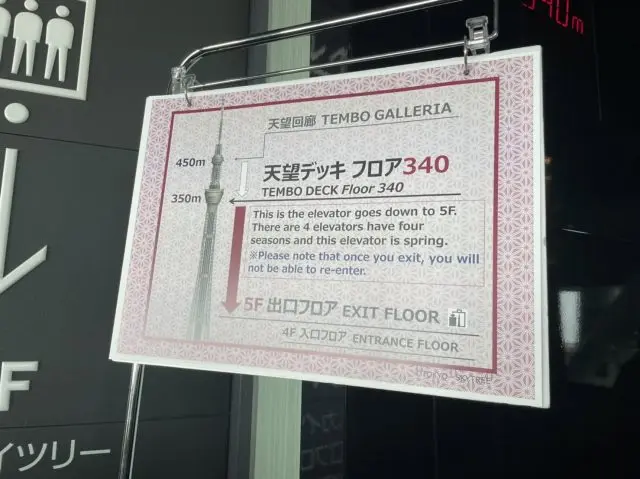 40m
天望回廊 TEMBO GALLERIA
450m
天望デッキ フロア340
350m
TEMBO DECK Floor 340
This is the elevator goes down to 5F.
There are 4 elevators have four
seasons and this elevator is spring.
※Please note that once you exit, you will
not be able to re-enter.
5F 出口フロア EXIT FLOOR
4F 入口フロア ENTRANCE FLOOR
F
イツリー